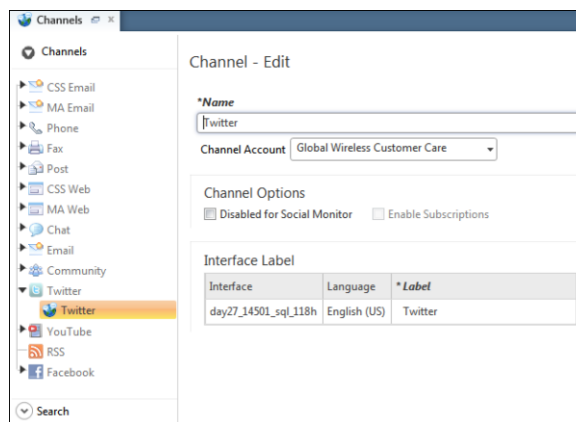 Channels
Channels
CSS Email
MA Email
Phone
Fax
Post
CSS Web
MA Web
Chat
Email
Community
Twitter
Twitter
YouTube
RSS
Facebook
Search
Channel - Edit
*Name
Twitter
Channel Account Global Wireless Customer Care
Channel Options
Disabled for Social Monitor Enable Subscriptions
Interface Label
Interface Language *Label
day27_14501_sql_118h English (US) Twitter